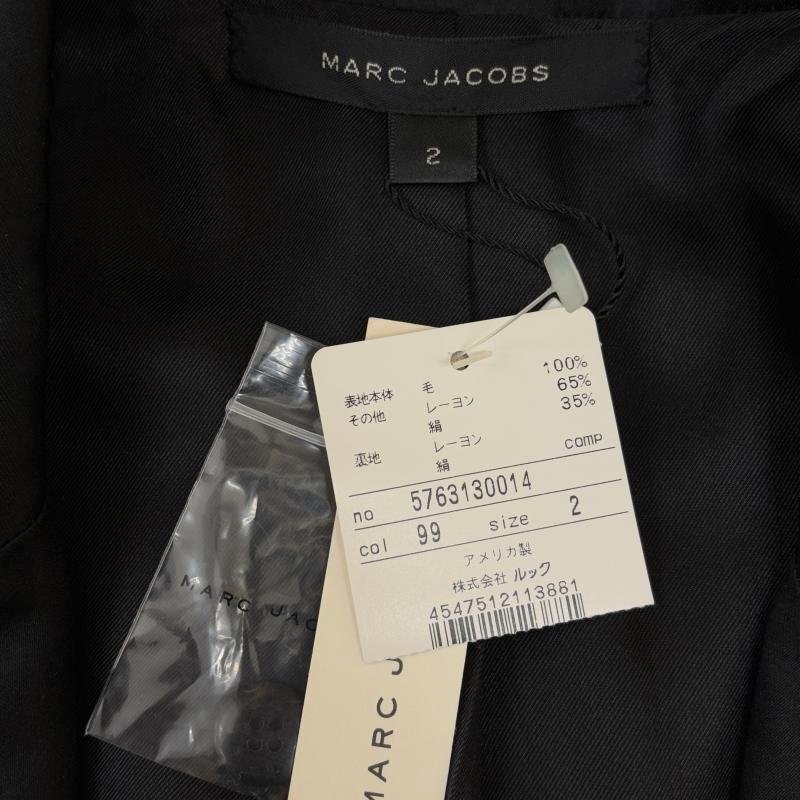 MARC JACOBS
2
表地本体 毛 100%
その他 レーヨン 65%
絹 35%
裏地 レーヨン
絹 comp
no 5763130014
col 99 size 2
アメリカ製
株式会社 ルック
4547512113881
MARC JAC
MARC J